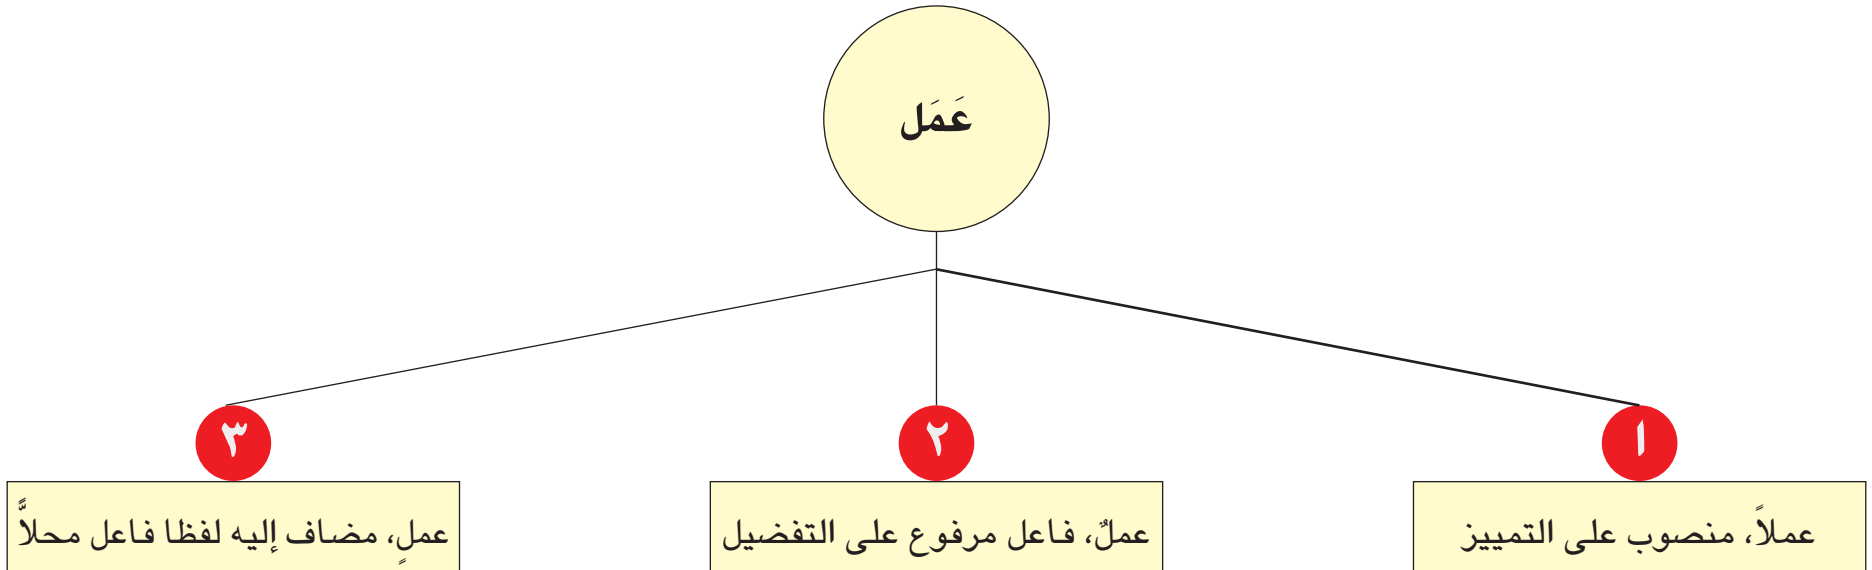 عَمَل
١
عملاً، منصوب على التمييز
٢
عملٌ، فاعل مرفوع على التفضيل
٣
عملٍ، مضاف إليه لفظا فاعل محلاًّ